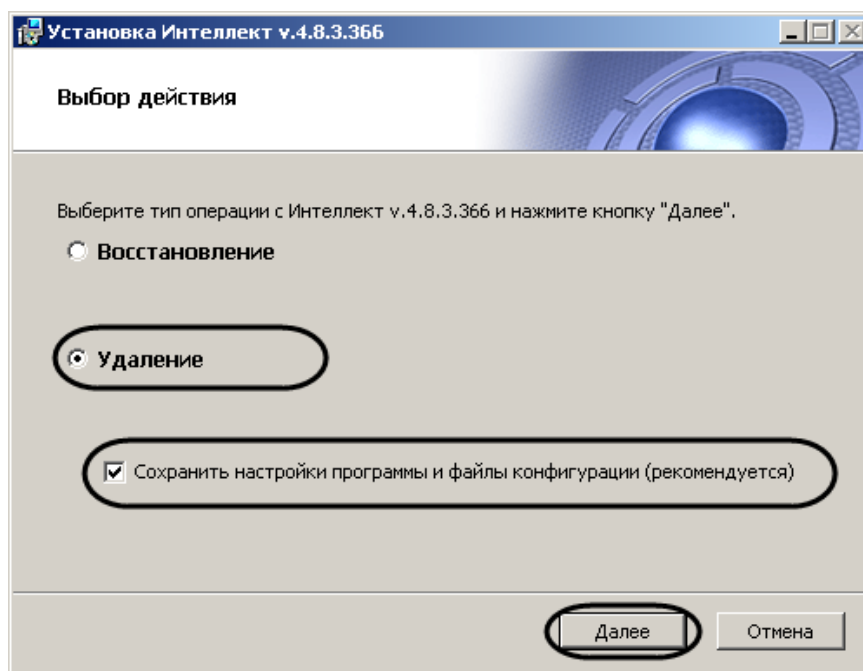 Установка Интеллект v.4.8.3.366
Выбор действия
Выберите тип операции с Интеллект v.4.8.3.366 и нажмите кнопку "Далее".
Восстановление
Удаление
Сохранить настройки программы и файлы конфигурации (рекомендуется)
Далее
Отмена